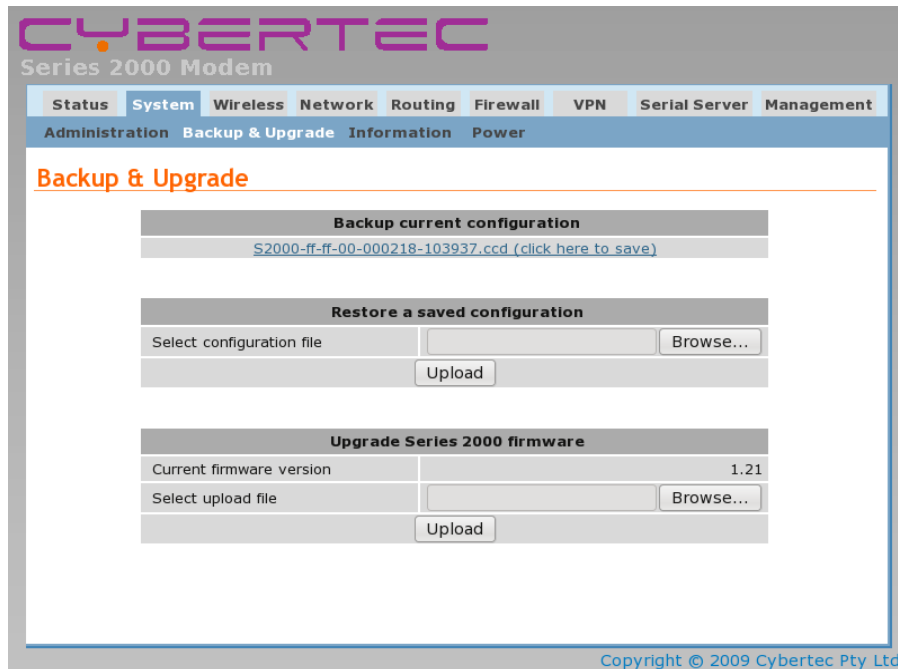 CYBERTEC
Series 2000 Modem
Status System Wireless Network Routing Firewall VPN Serial Server Management
Administration Backup & Upgrade Information Power
Backup & Upgrade
Backup current configuration
S2000-ff-ff-00-000218-103937.ccd (click here to save)
Restore a saved configuration
Select configuration file Browse...
Upload
Upgrade Series 2000 firmware
Current firmware version 1.21
Select upload file Browse...
Upload
Copyright © 2009 Cybertec Pty Ltd